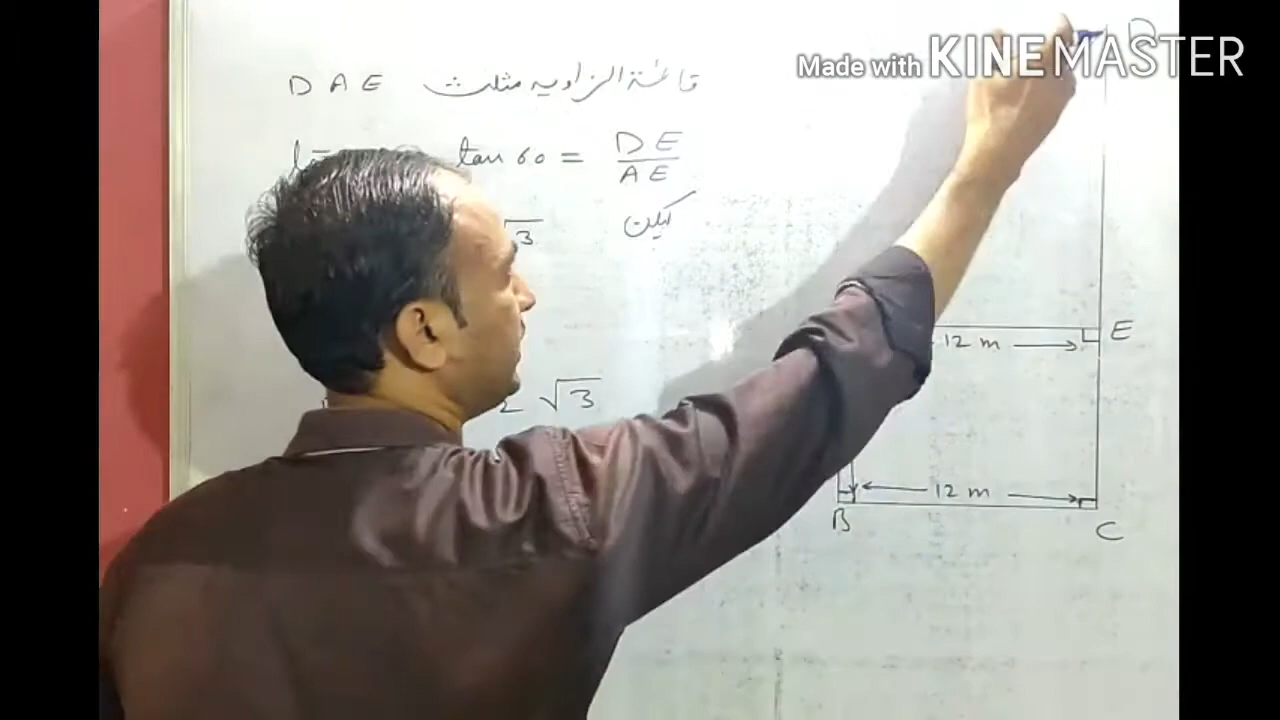 Made with KINEMASTER
D
DAE قائمۃ الزاویہ مثلث
tan 60 = DE/AE
√3 لیکن
2 √3
12 m E
12 m
B C